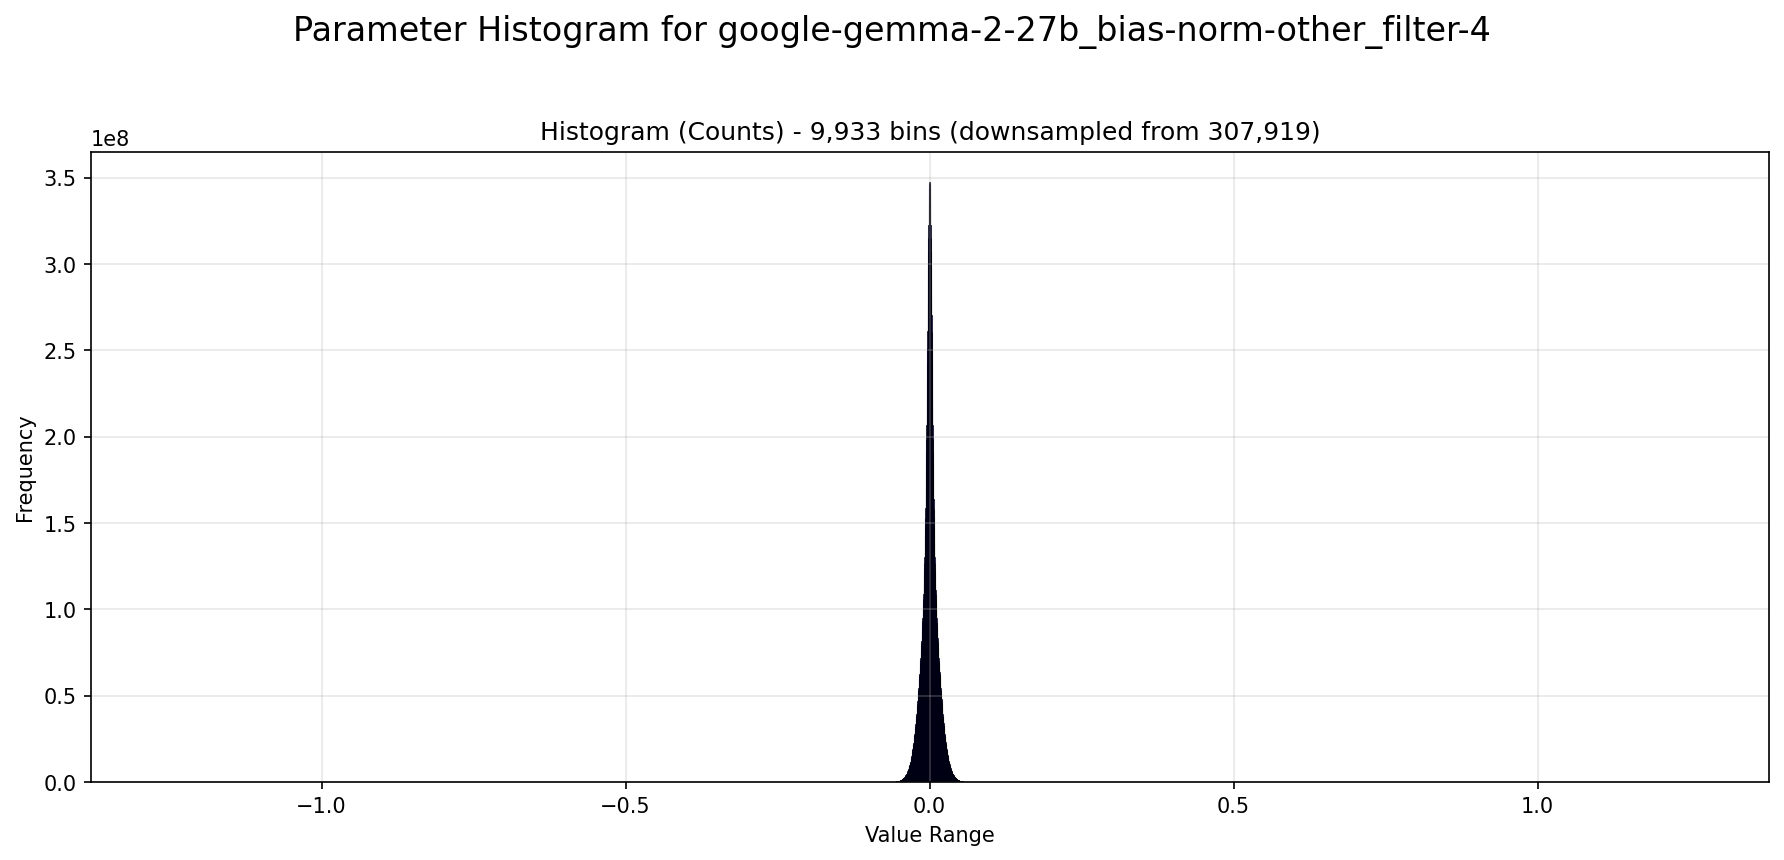 Parameter Histogram for google-gemma-2-27b_bias-norm-other_filter-4
Histogram (Counts) - 9,933 bins (downsampled from 307,919)
1e8
3.5
3.0
2.5
2.0
1.5
1.0
0.5
0.0
Frequency
−1.0
−0.5
0.0
0.5
1.0
Value Range